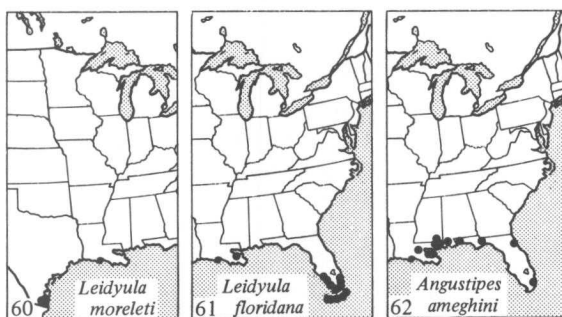 60
Leidyula
moreleti
61
Leidyula
floridana
62
Angustipes
ameghini